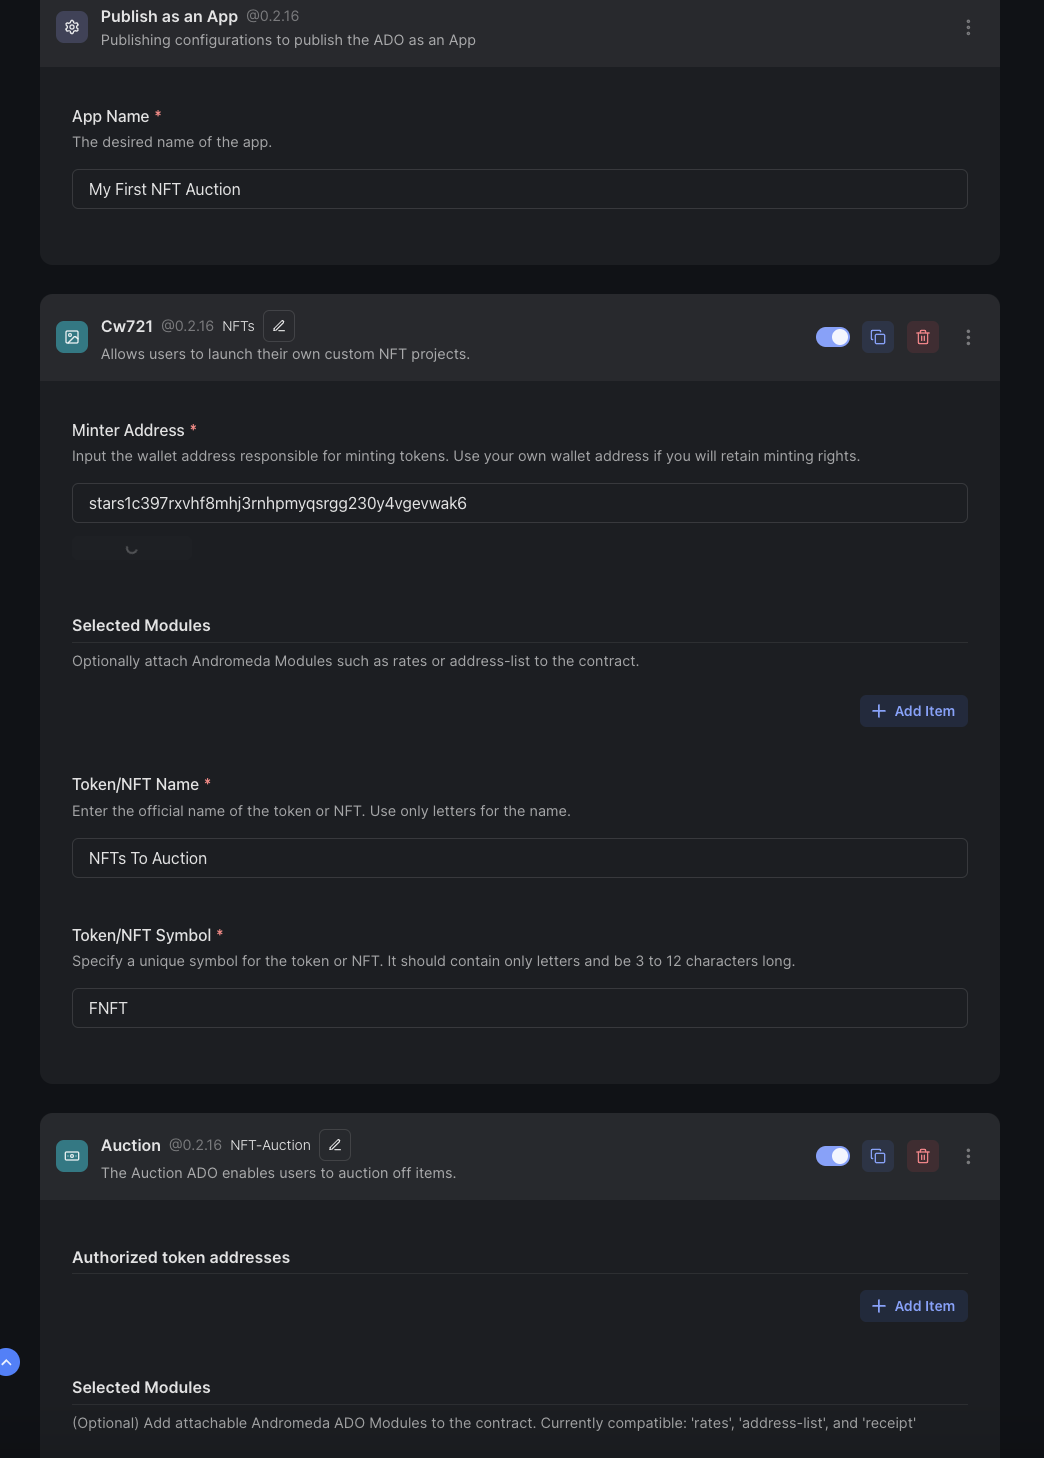 Publish as an App @0.2.16
Publishing configurations to publish the ADO as an App
App Name *
The desired name of the app.
My First NFT Auction
Cw721 @0.2.16 NFTs
Allows users to launch their own custom NFT projects.
Minter Address *
Input the wallet address responsible for minting tokens. Use your own wallet address if you will retain minting rights.
stars1c397rxvhf8mhj3rnhpmyqsrgg230y4vgevwak6
Selected Modules
Optionally attach Andromeda Modules such as rates or address-list to the contract.
Add Item
Token/NFT Name *
Enter the official name of the token or NFT. Use only letters for the name.
NFTs To Auction
Token/NFT Symbol *
Specify a unique symbol for the token or NFT. It should contain only letters and be 3 to 12 characters long.
FNFT
Auction @0.2.16 NFT-Auction
The Auction ADO enables users to auction off items.
Authorized token addresses
Add Item
Selected Modules
(Optional) Add attachable Andromeda ADO Modules to the contract. Currently compatible: 'rates', 'address-list', and 'receipt'